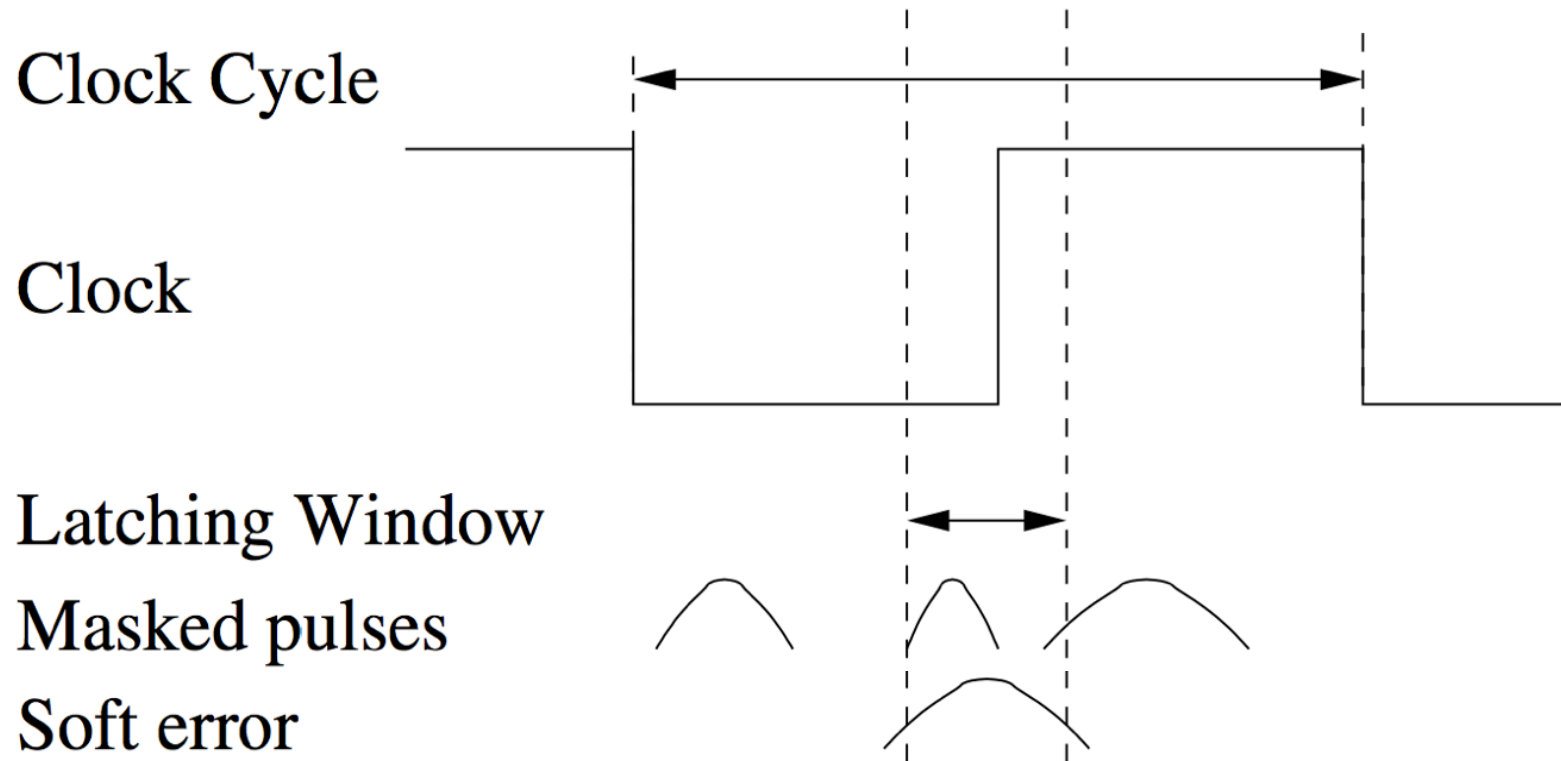 Clock Cycle
Clock
Latching Window
Masked pulses
Soft error